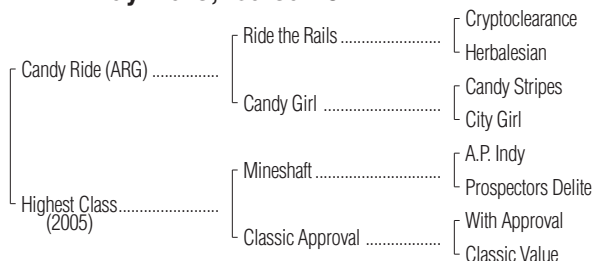 Cryptoclearance
Ride the Rails
Herbalesian
Candy Ride (ARG)
Candy Stripes
Candy Girl
City Girl
A.P. Indy
Mineshaft
Prospectors Delite
Highest Class
(2005)
With Approval
Classic Approval
Classic Value